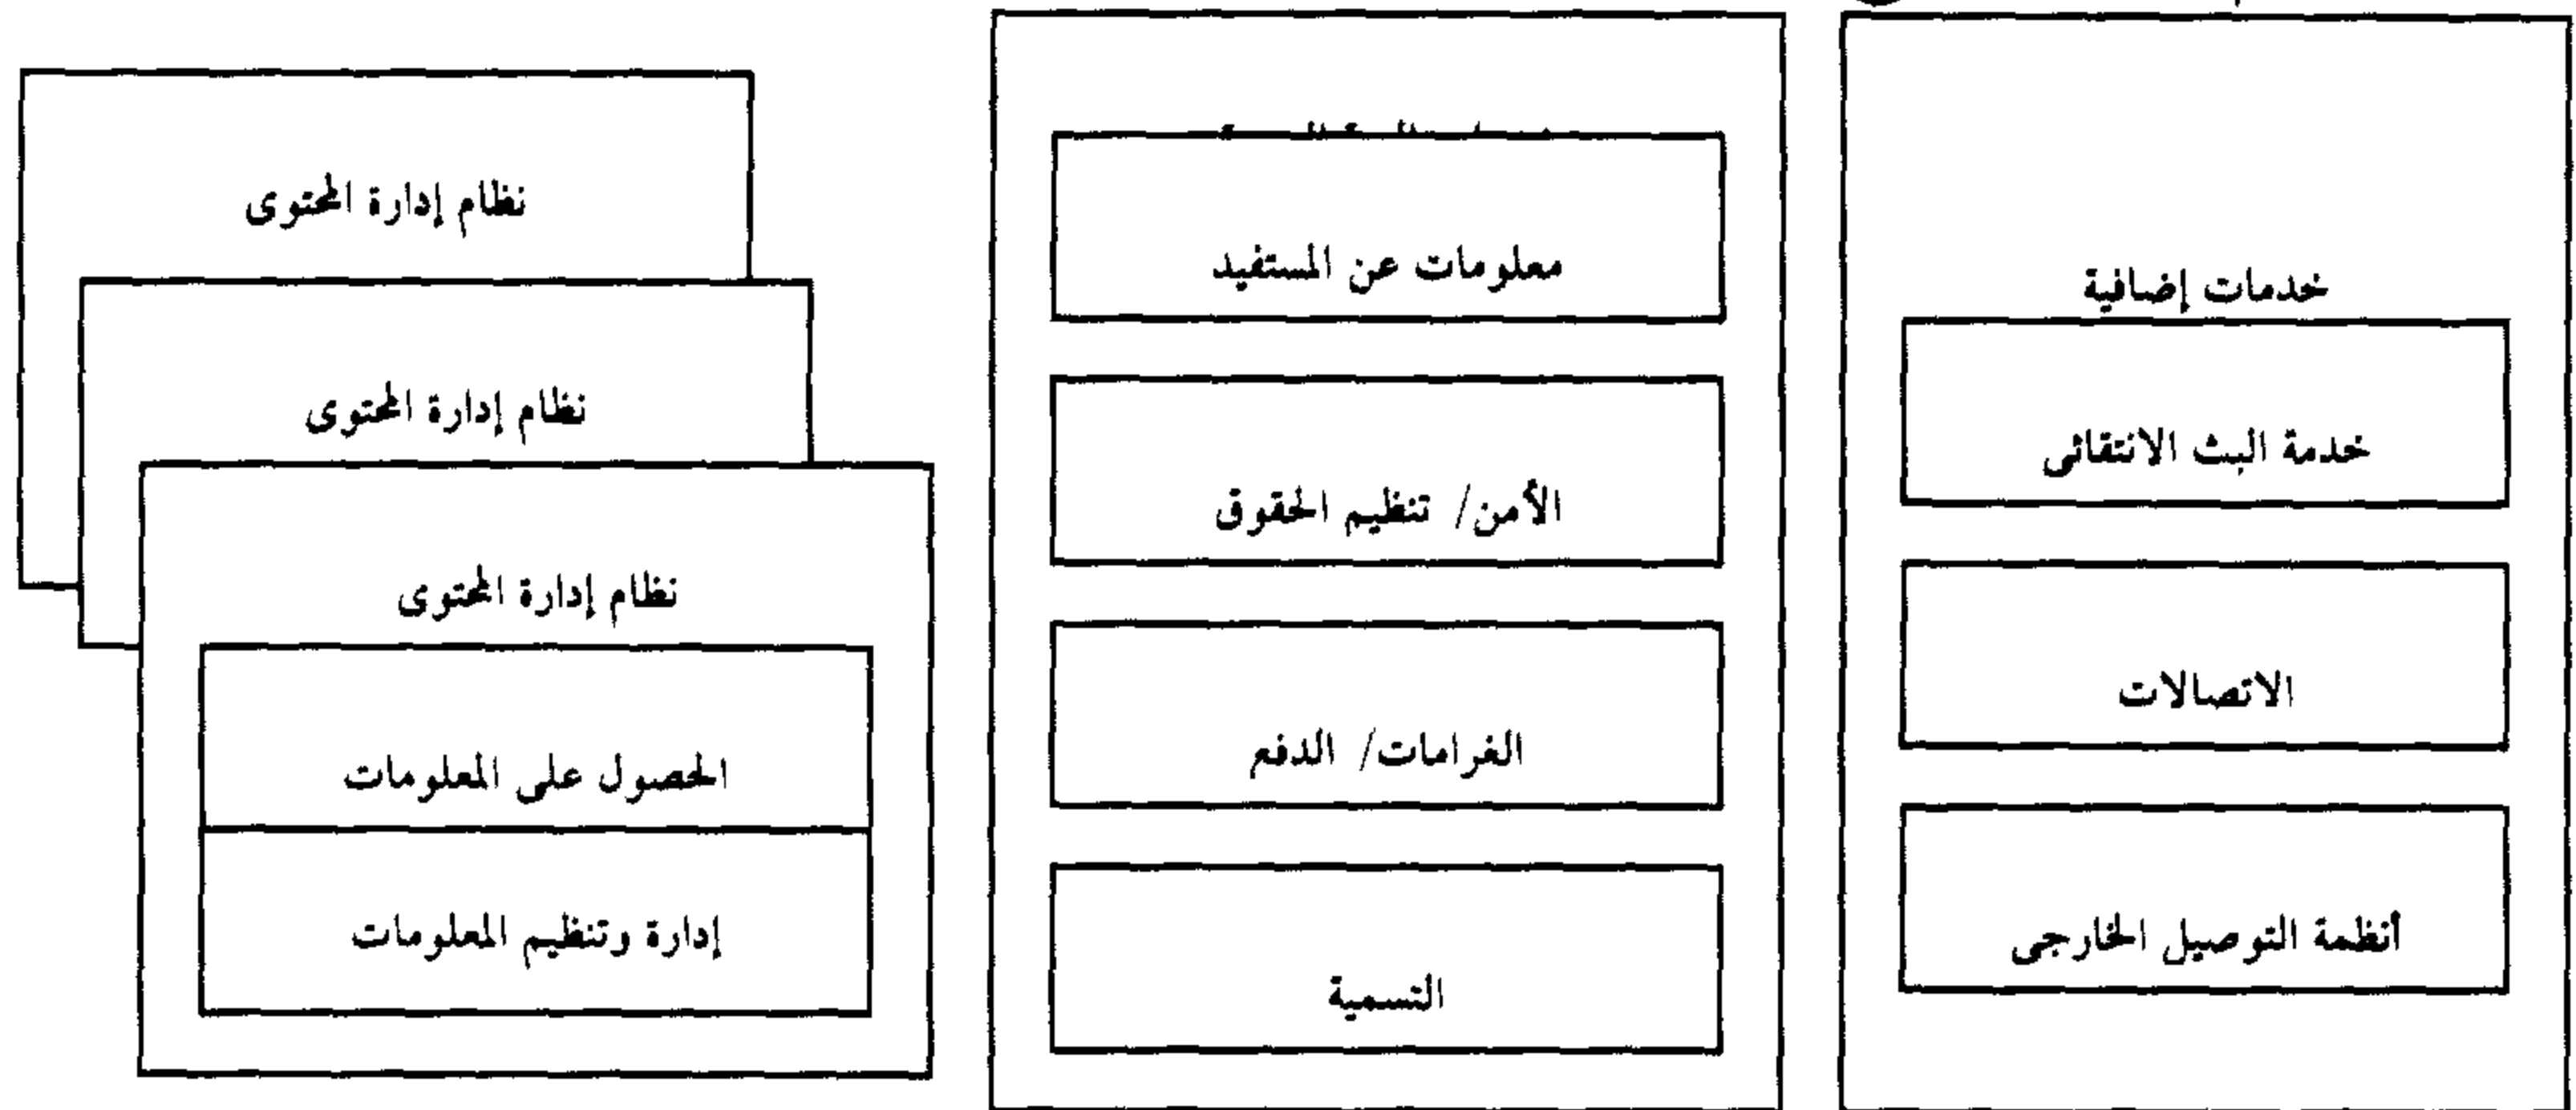 خدمات إضافية
خدمة البث الانتقائى
الاتصالات
أنظمة التوصيل الخارجى
معلومات عن المستفيد
الأمن/ تنظيم الحقوق
الغرامات/ الدفع
التسمية
نظام إدارة المحتوى
نظام إدارة المحتوى
نظام إدارة المحتوى
الحصول على المعلومات
إدارة وتنظيم المعلومات